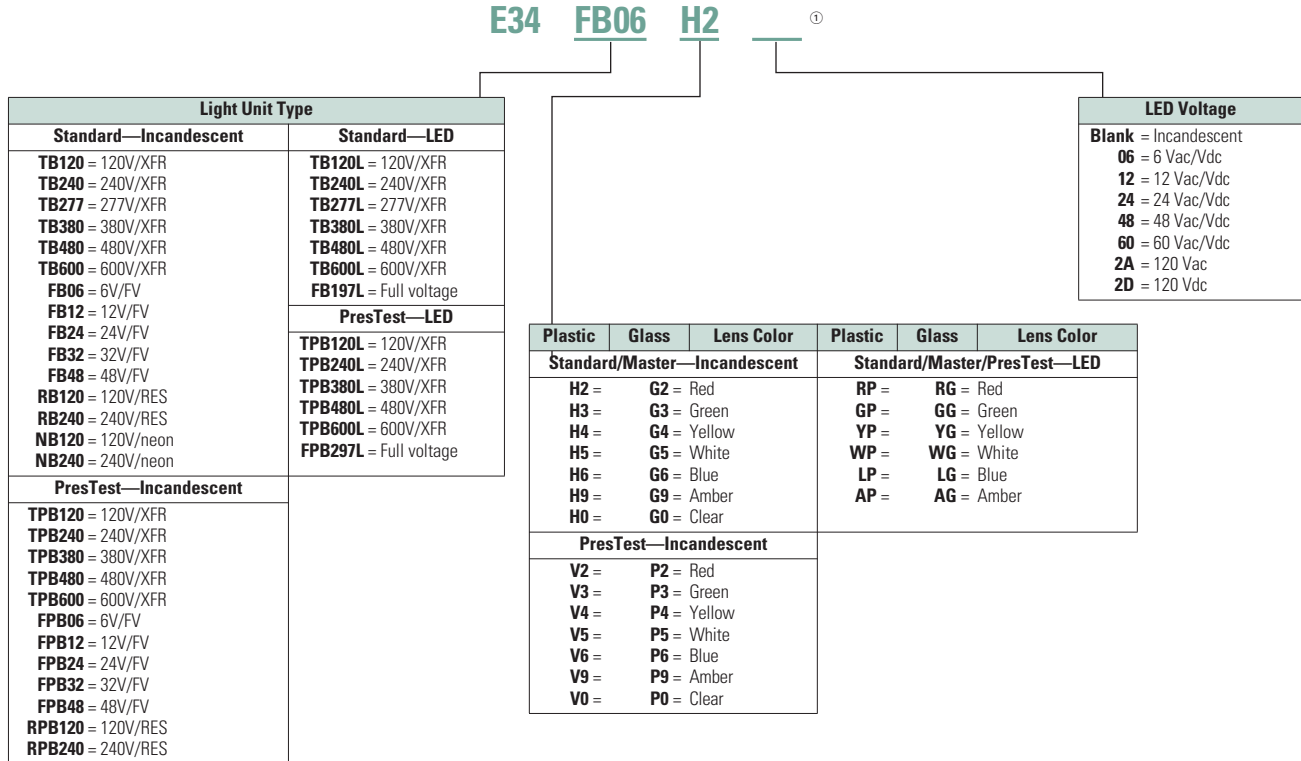 E34 FB06 H2 ①
Light Unit Type
Standard—Incandescent
TB120 = 120V/XFR
TB240 = 240V/XFR
TB277 = 277V/XFR
TB380 = 380V/XFR
TB480 = 480V/XFR
TB600 = 600V/XFR
FB06 = 6V/FV
FB12 = 12V/FV
FB24 = 24V/FV
FB32 = 32V/FV
FB48 = 48V/FV
RB120 = 120V/RES
RB240 = 240V/RES
NB120 = 120V/neon
NB240 = 240V/neon
PresTest—Incandescent
TPB120 = 120V/XFR
TPB240 = 240V/XFR
TPB380 = 380V/XFR
TPB480 = 480V/XFR
TPB600 = 600V/XFR
FPB06 = 6V/FV
FPB12 = 12V/FV
FPB24 = 24V/FV
FPB32 = 32V/FV
FPB48 = 48V/FV
RPB120 = 120V/RES
RPB240 = 240V/RES
Standard—LED
TB120L = 120V/XFR
TB240L = 240V/XFR
TB277L = 277V/XFR
TB380L = 380V/XFR
TB480L = 480V/XFR
TB600L = 600V/XFR
FB197L = Full voltage
PresTest—LED
TPB120L = 120V/XFR
TPB240L = 240V/XFR
TPB380L = 380V/XFR
TPB480L = 480V/XFR
TPB600L = 600V/XFR
FPB297L = Full voltage
Plastic Glass Lens Color
Standard/Master—Incandescent
H2 = G2 = Red
H3 = G3 = Green
H4 = G4 = Yellow
H5 = G5 = White
H6 = G6 = Blue
H9 = G9 = Amber
H0 = G0 = Clear
PresTest—Incandescent
V2 = P2 = Red
V3 = P3 = Green
V4 = P4 = Yellow
V5 = P5 = White
V6 = P6 = Blue
V9 = P9 = Amber
V0 = P0 = Clear
Plastic Glass Lens Color
Standard/Master/PresTest—LED
RP = RG = Red
GP = GG = Green
YP = YG = Yellow
WP = WG = White
LP = LG = Blue
AP = AG = Amber
LED Voltage
Blank = Incandescent
06 = 6 Vac/Vdc
12 = 12 Vac/Vdc
24 = 24 Vac/Vdc
48 = 48 Vac/Vdc
60 = 60 Vac/Vdc
2A = 120 Vac
2D = 120 Vdc